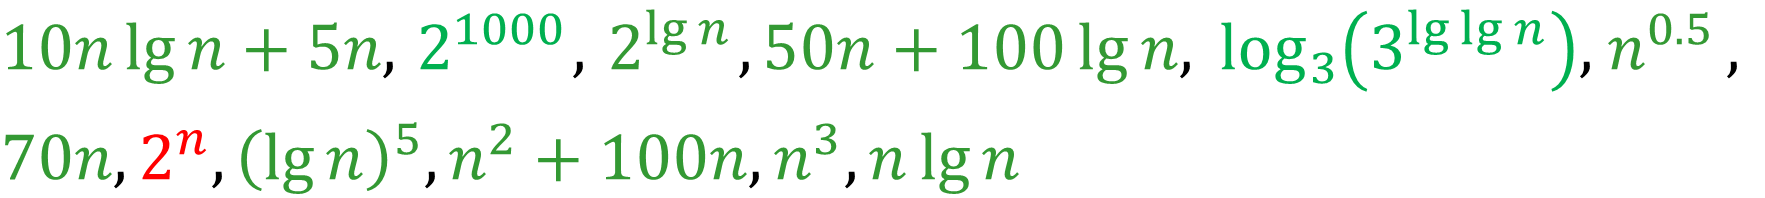 10n lg n + 5n, 2^1000, 2^(lg n), 50n + 100 lg n, log₃(3^(lg lg n)), n^0.5,
70n, 2^n, (lg n)^5, n^2 + 100n, n^3, n lg n